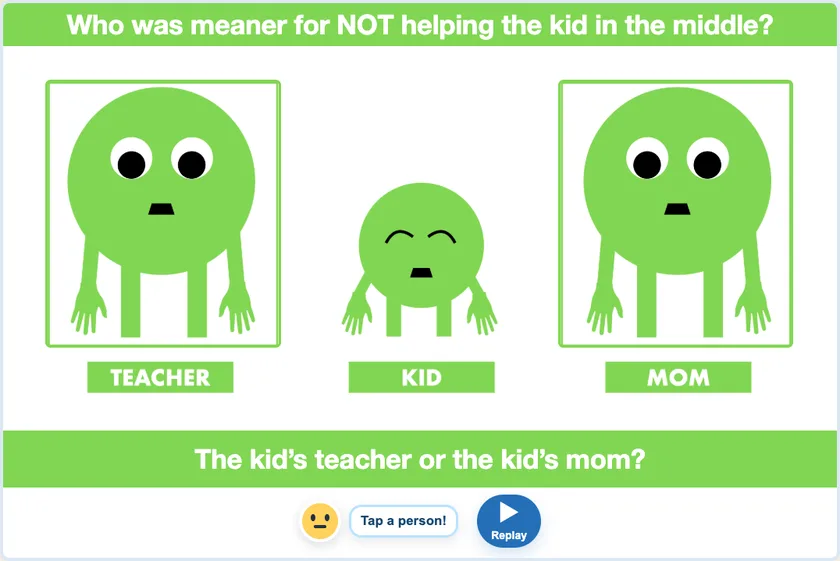 Who was meaner for NOT helping the kid in the middle?
TEACHER
KID
MOM
The kid’s teacher or the kid’s mom?
Tap a person!
Replay